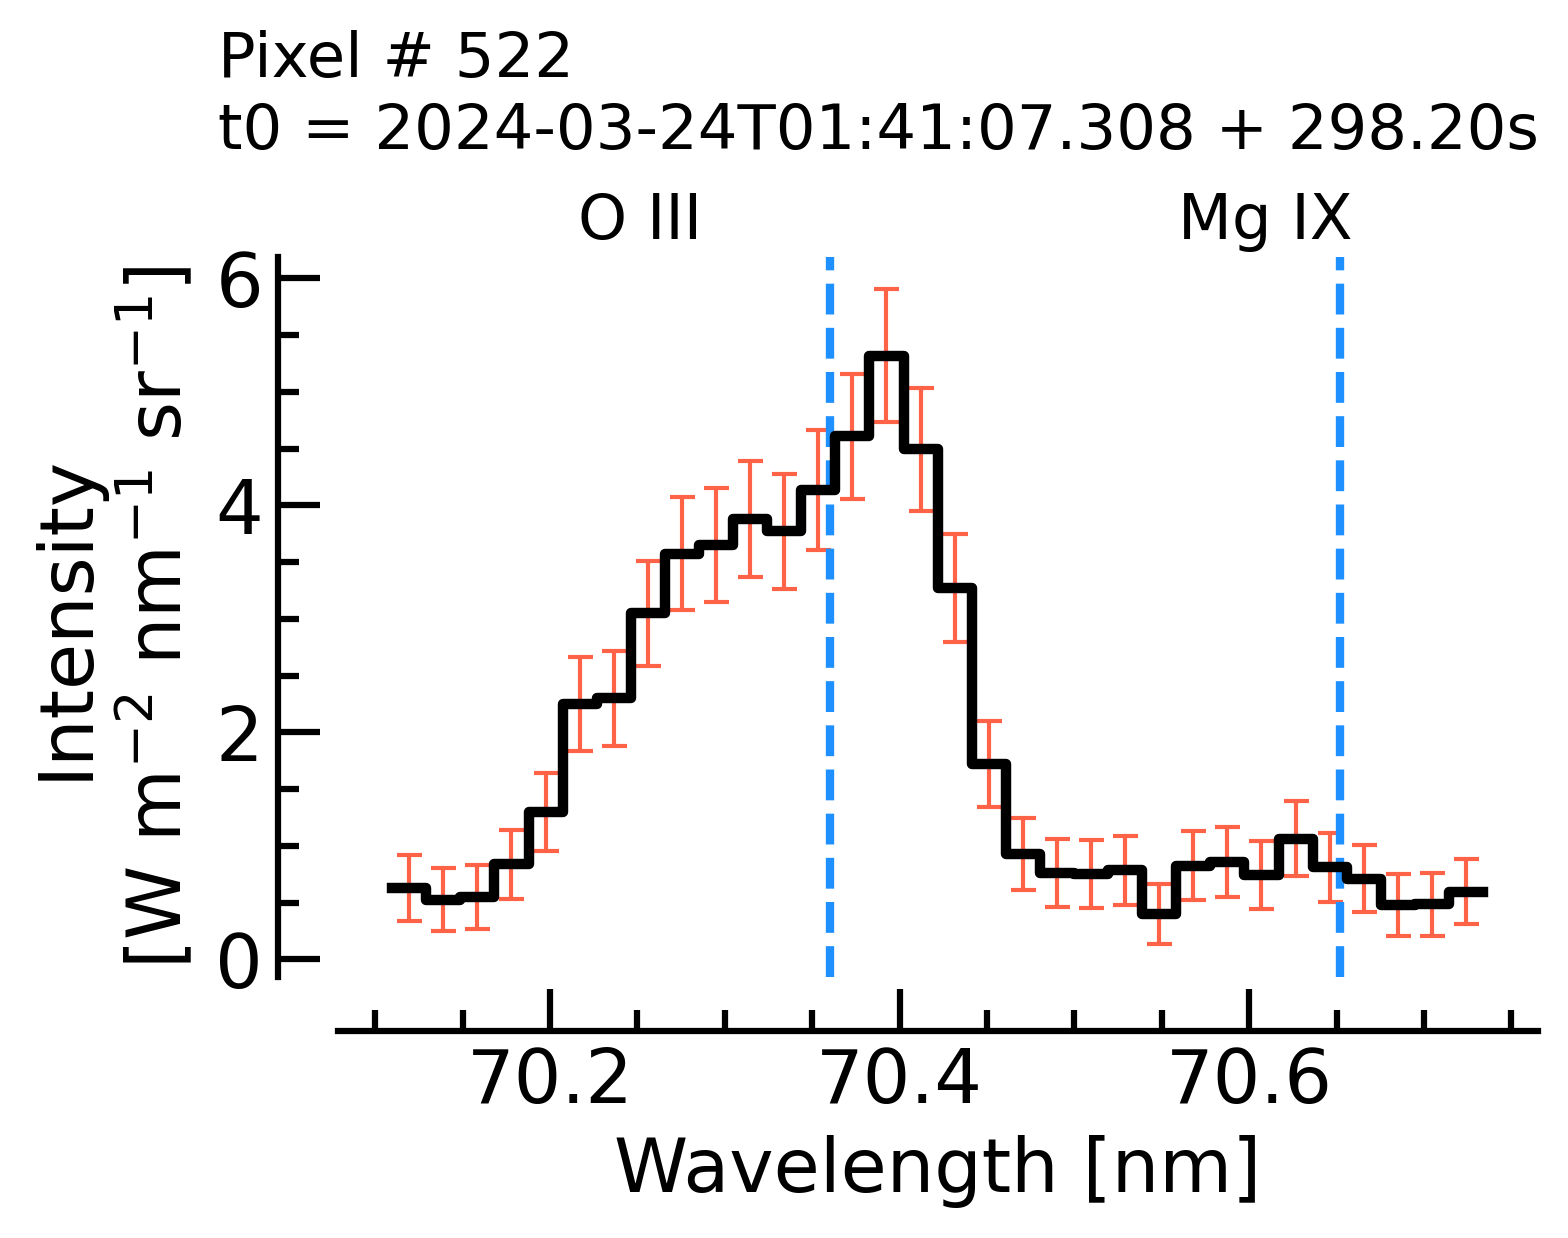 Pixel # 522
t0 = 2024-03-24T01:41:07.308 + 298.20s
O III
Mg IX
Intensity
[W m⁻² nm⁻¹ sr⁻¹]
6
4
2
0
70.2
70.4
70.6
Wavelength [nm]